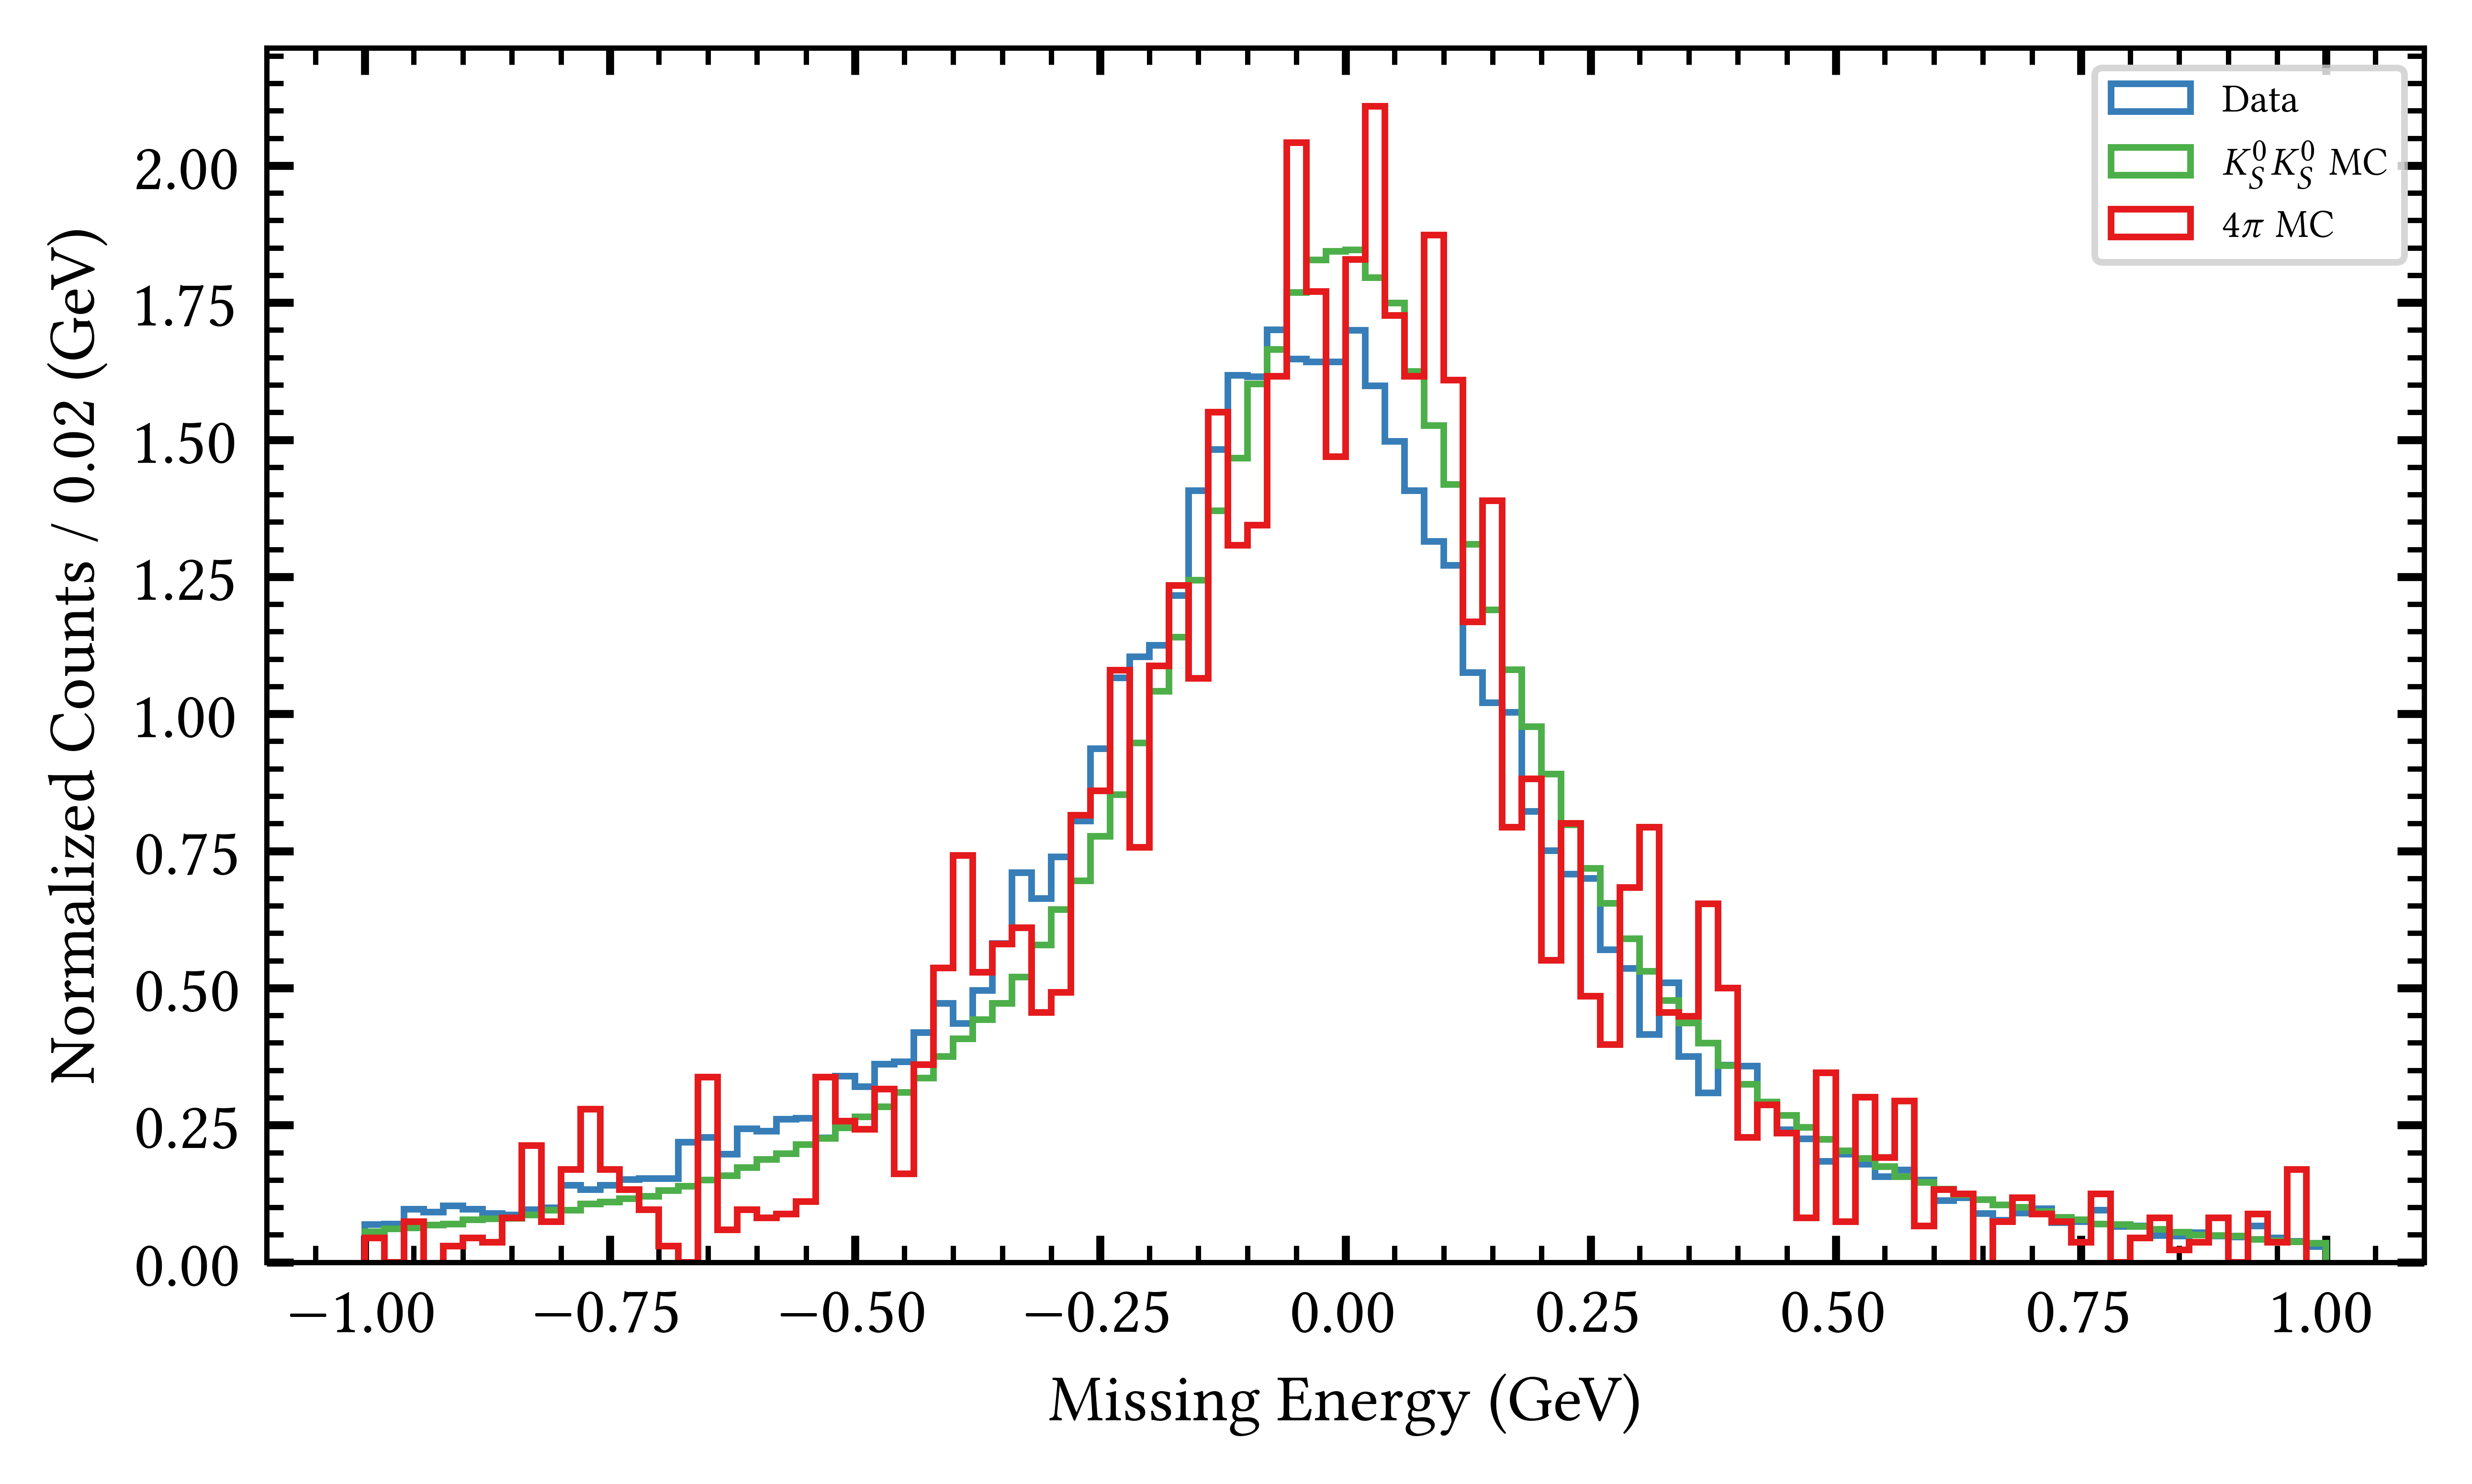 Normalized Counts / 0.02 (GeV)
2.00
1.75
1.50
1.25
1.00
0.75
0.50
0.25
0.00
−1.00 −0.75 −0.50 −0.25 0.00 0.25 0.50 0.75 1.00
Missing Energy (GeV)
Data
$K_S^0 K_S^0$ MC
4π MC